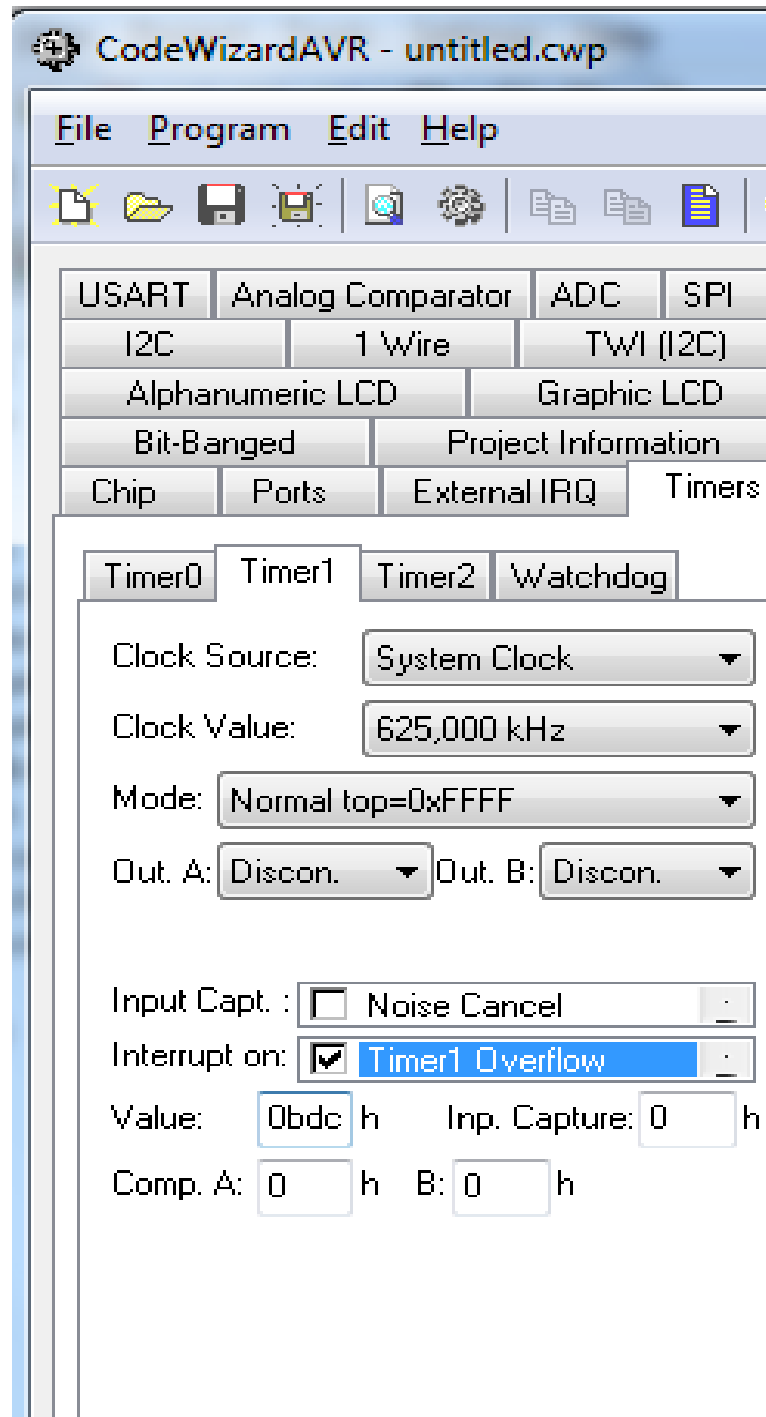 CodeWizardAVR - untitled.cwp
File Program Edit Help
USART Analog Comparator ADC SPI
I2C 1 Wire TWI (I2C)
Alphanumeric LCD Graphic LCD
Bit-Banged Project Information
Chip Ports External IRQ Timers
Timer0 Timer1 Timer2 Watchdog
Clock Source: System Clock
Clock Value: 625,000 kHz
Mode: Normal top=0xFFFF
Out. A: Discon. Out. B: Discon.
Input Capt. : Noise Cancel
Interrupt on: Timer1 Overflow
Value: 0bdc h Inp. Capture: 0 h
Comp. A: 0 h B: 0 h